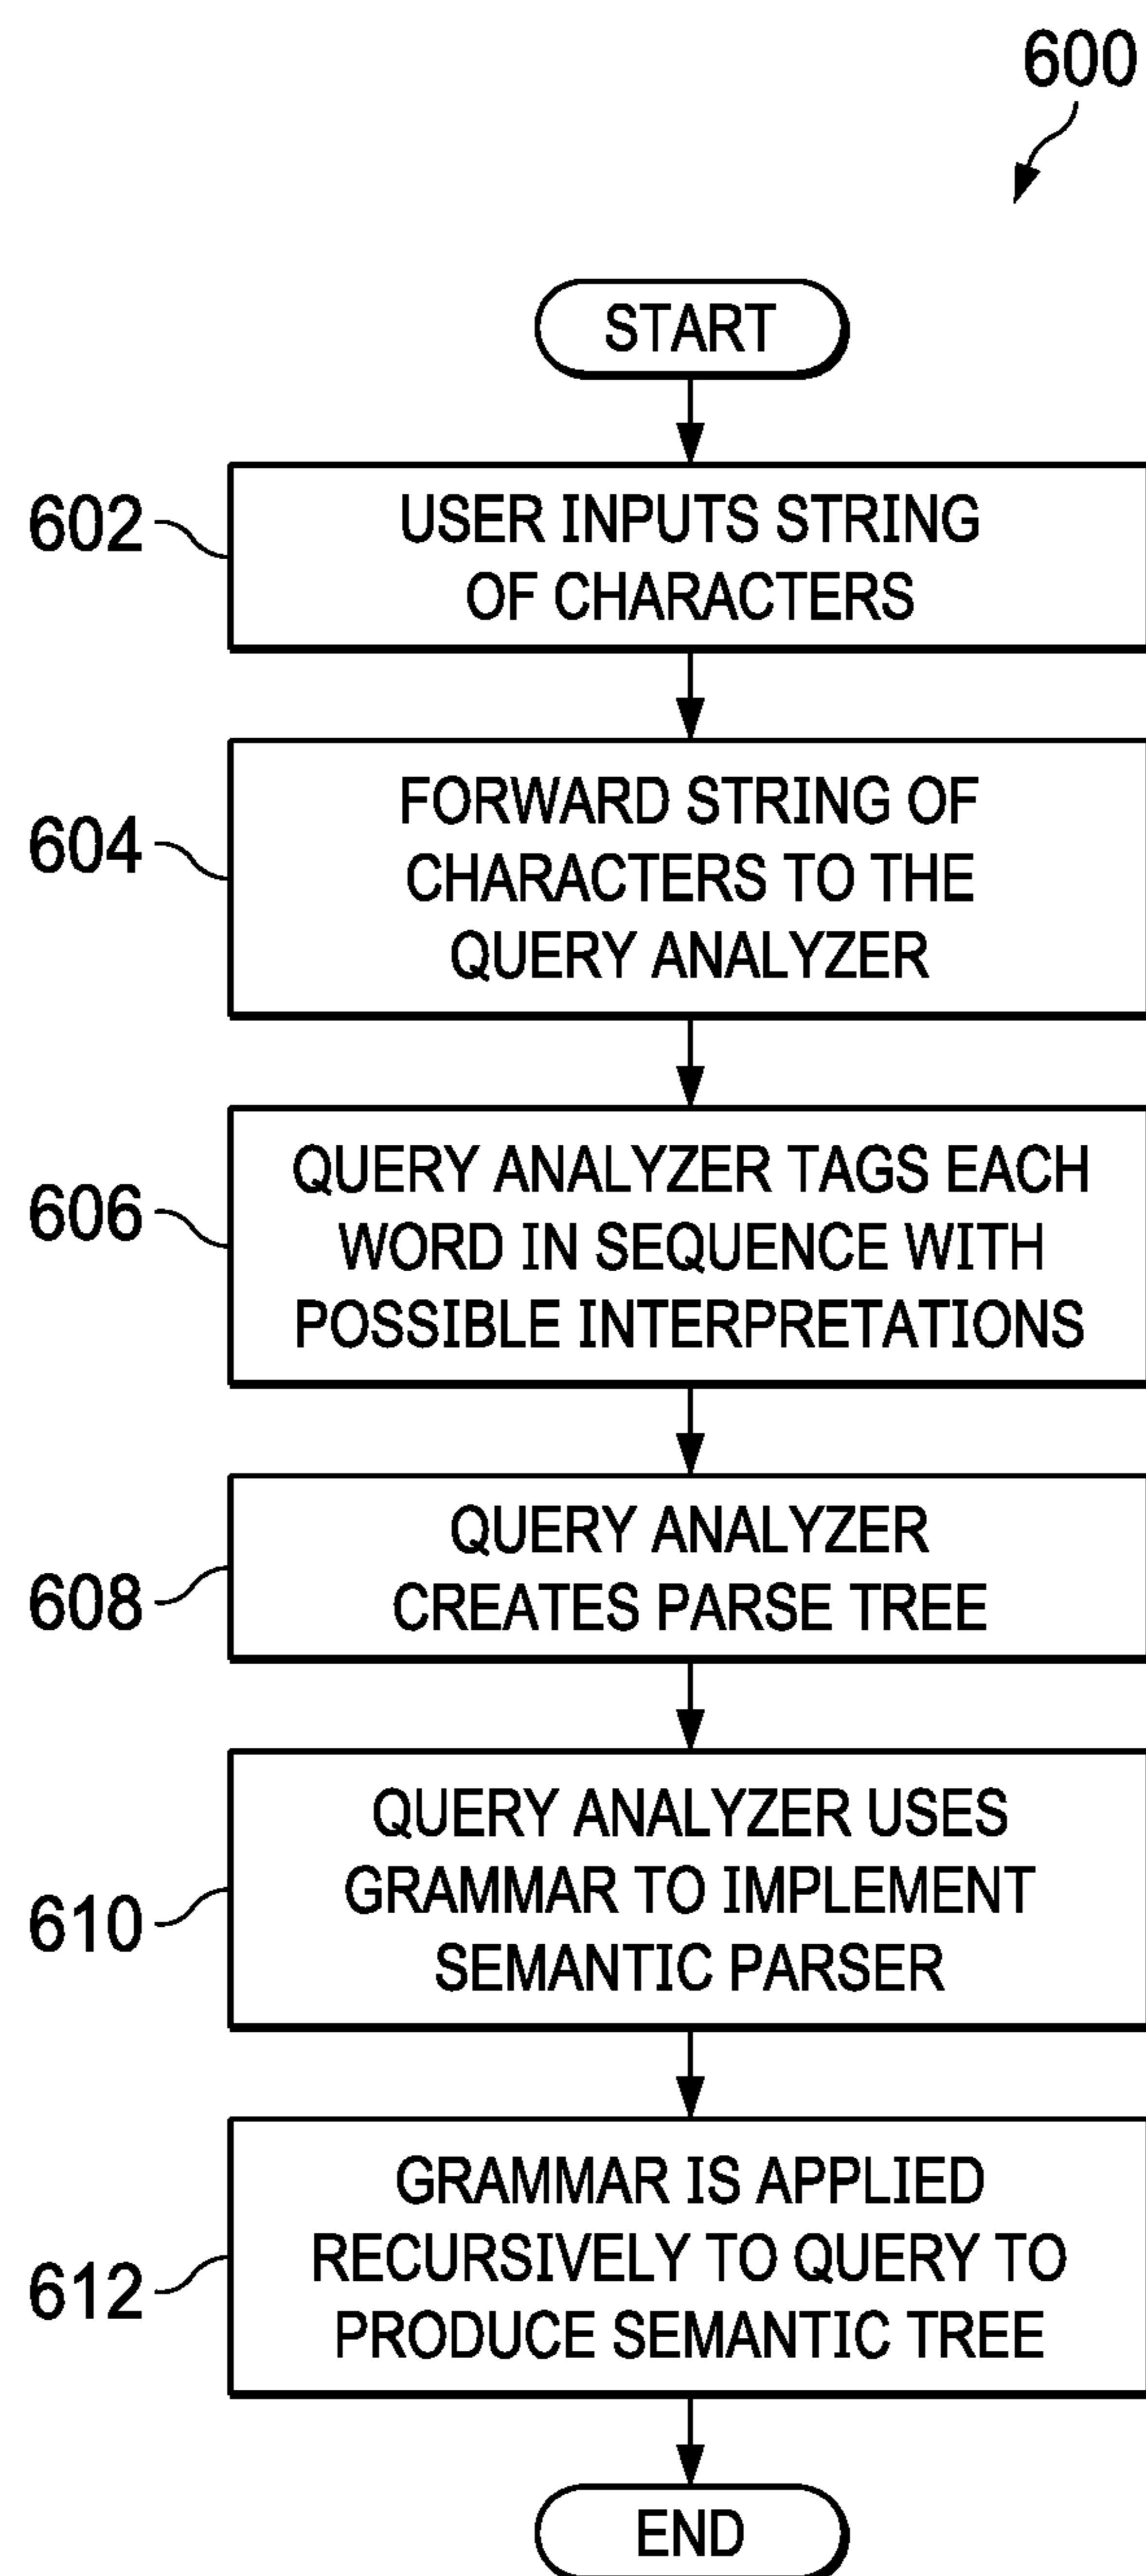 600
START
602
USER INPUTS STRING
OF CHARACTERS
604
FORWARD STRING OF
CHARACTERS TO THE
QUERY ANALYZER
606
QUERY ANALYZER TAGS EACH
WORD IN SEQUENCE WITH
POSSIBLE INTERPRETATIONS
608
QUERY ANALYZER
CREATES PARSE TREE
610
QUERY ANALYZER USES
GRAMMAR TO IMPLEMENT
SEMANTIC PARSER
612
GRAMMAR IS APPLIED
RECURSIVELY TO QUERY TO
PRODUCE SEMANTIC TREE
END